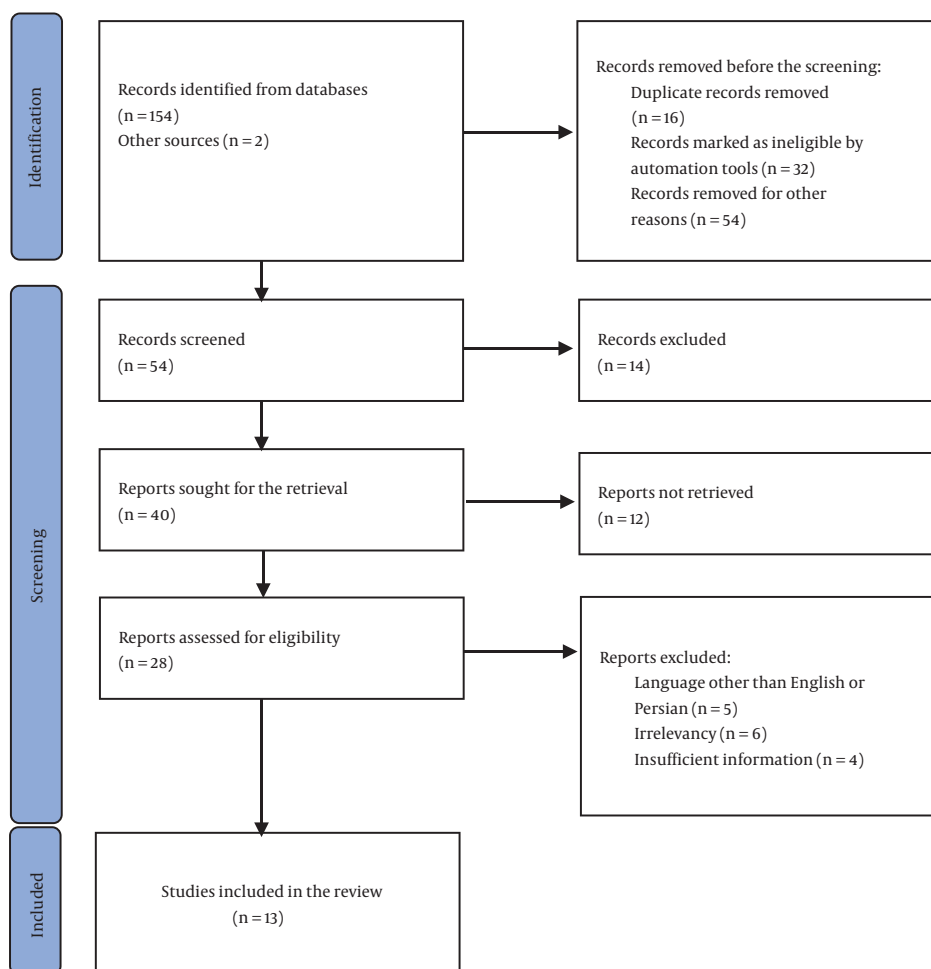 Identification
Records identified from databases
(n = 154)
Other sources (n = 2)
Records removed before the screening:
Duplicate records removed
(n = 16)
Records marked as ineligible by
automation tools (n = 32)
Records removed for other
reasons (n = 54)
Screening
Records screened
(n = 54)
Records excluded
(n = 14)
Reports sought for the retrieval
(n = 40)
Reports not retrieved
(n = 12)
Reports assessed for eligibility
(n = 28)
Reports excluded:
Language other than English or
Persian (n = 5)
Irrelevancy (n = 6)
Insufficient information (n = 4)
Included
Studies included in the review
(n = 13)